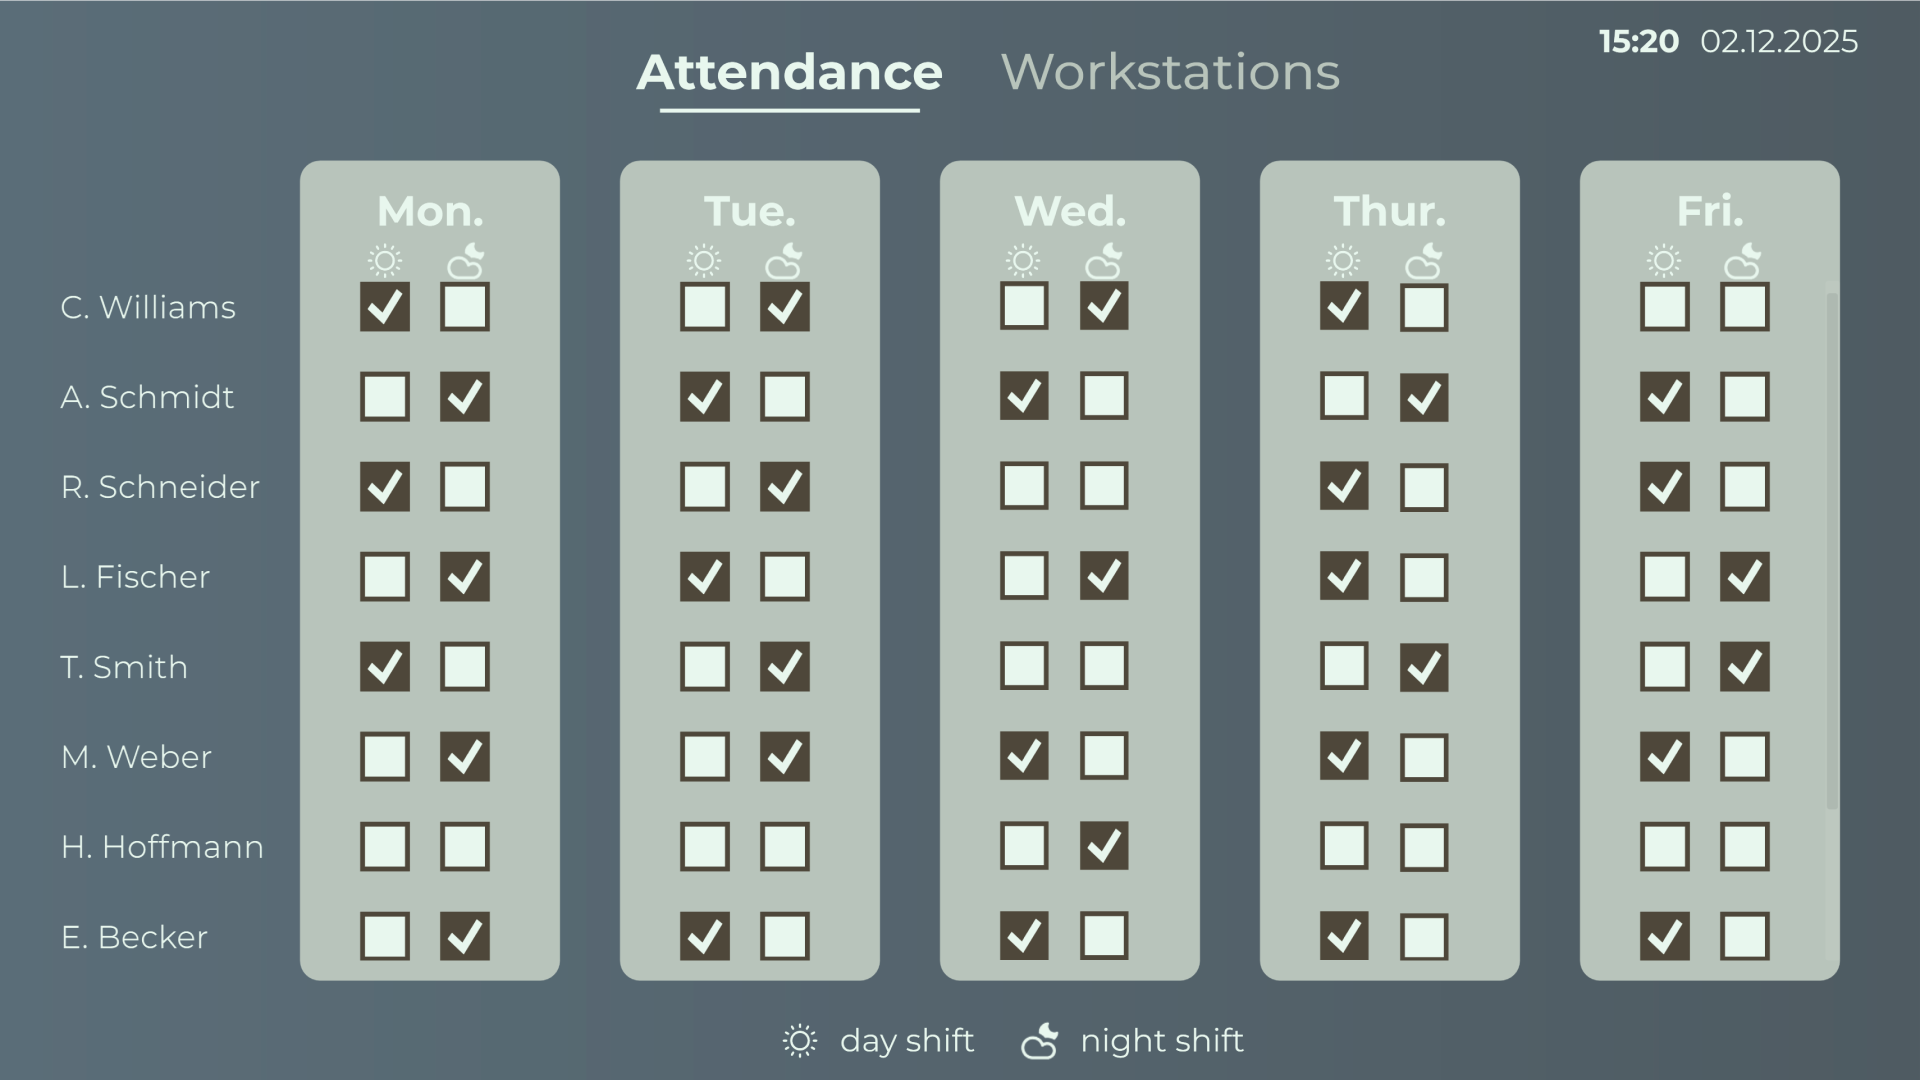 15:20 02.12.2025
Attendance Workstations
Mon. Tue. Wed. Thur. Fri.
C. Williams
A. Schmidt
R. Schneider
L. Fischer
T. Smith
M. Weber
H. Hoffmann
E. Becker
day shift night shift